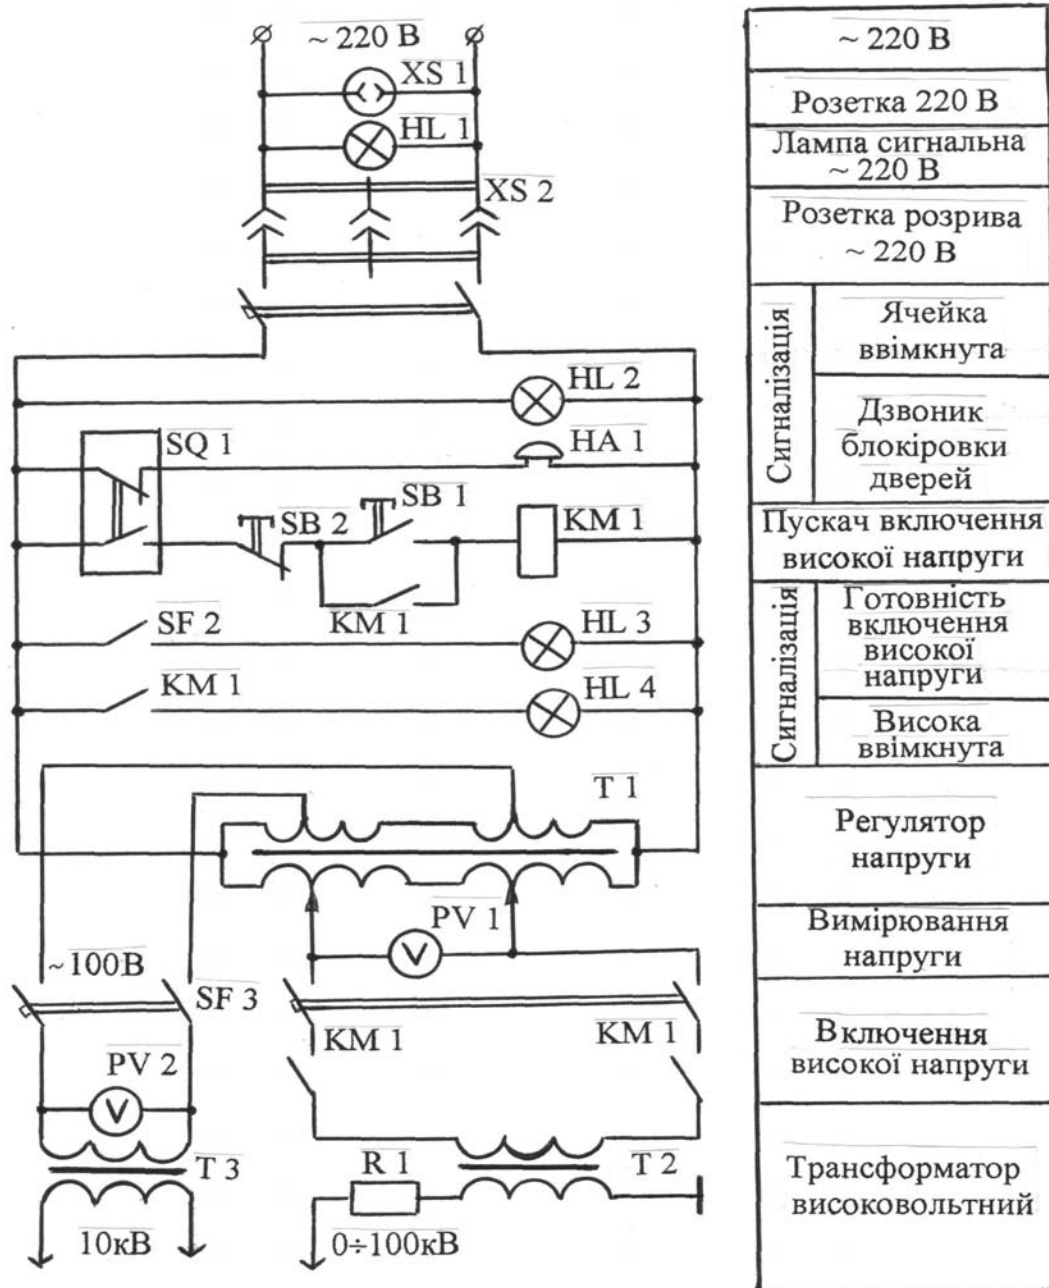 ~ 220 В
XS 1
HL 1
XS 2
HL 2
SQ 1
HA 1
SB 1
SB 2
KM 1
KM 1
SF 2
HL 3
KM 1
HL 4
T 1
PV 1
~100В
SF 3
KM 1
KM 1
PV 2
T 3
R 1
T 2
10кВ
0÷100кВ
~ 220 В
Розетка 220 В
Лампа сигнальна
~ 220 В
Розетка розрива
~ 220 В
Сигналізація
Ячейка
ввімкнута
Дзвоник
блокіровки
дверей
Пускач включення
високої напруги
Сигналізація
Готовність
включення
високої
напруги
Висока
ввімкнута
Регулятор
напруги
Вимірювання
напруги
Включення
високої напруги
Трансформатор
високовольтний